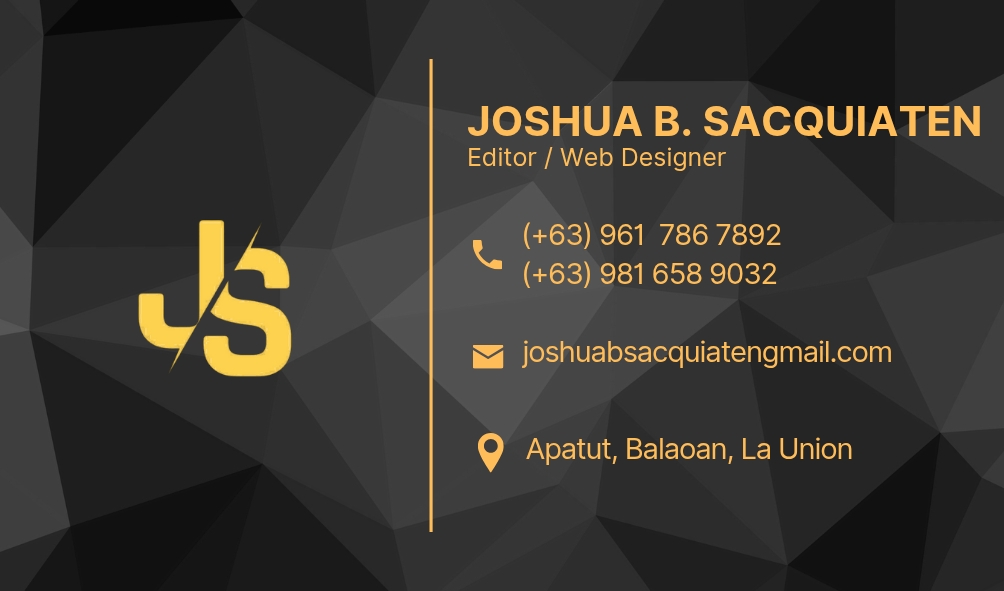 JS
JOSHUA B. SACQUIATEN
Editor / Web Designer
(+63) 961  786 7892
(+63) 981 658 9032
joshuabsacquiatengmail.com
Apatut, Balaoan, La Union